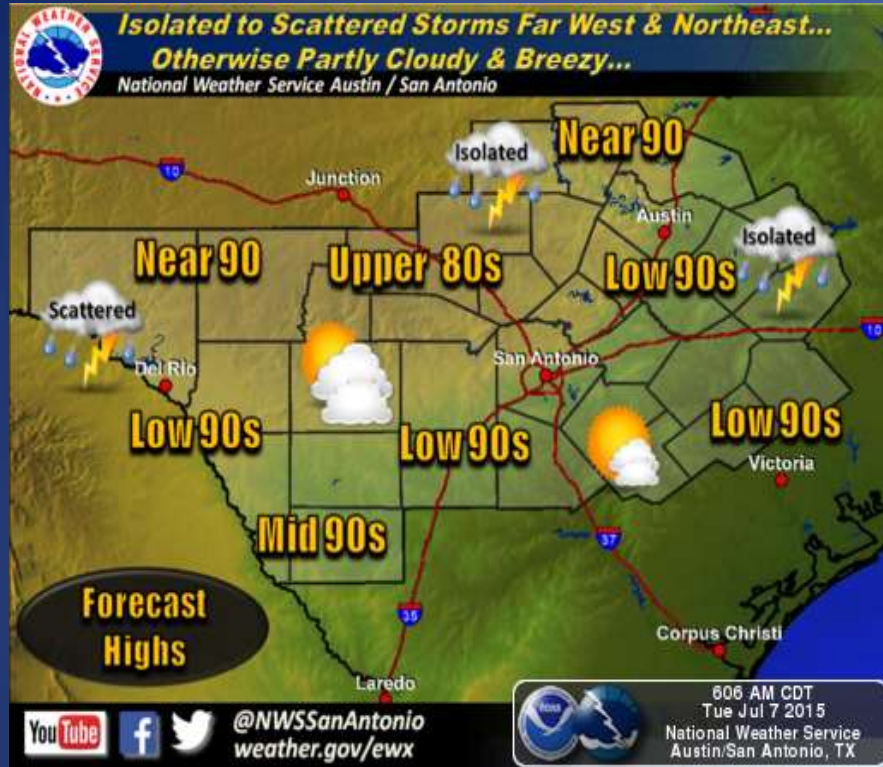 Isolated to Scattered Storms Far West & Northeast...
Otherwise Partly Cloudy & Breezy...
National Weather Service Austin / San Antonio
NATIONAL WEATHER SERVICE
Near 90
Isolated
10
Junction
Austin
Isolated
Near 90
Upper 80s
Low 90s
Scattered
10
San Antonio
Del Rio
Low 90s
Low 90s
Low 90s
Victoria
Mid 90s
37
Forecast
Highs
35
Corpus Christi
Laredo
YouTube
@NWSSanAntonio
weather.gov/ewx
NOAA
606 AM CDT
Tue Jul 7 2015
National Weather Service
Austin/San Antonio, TX